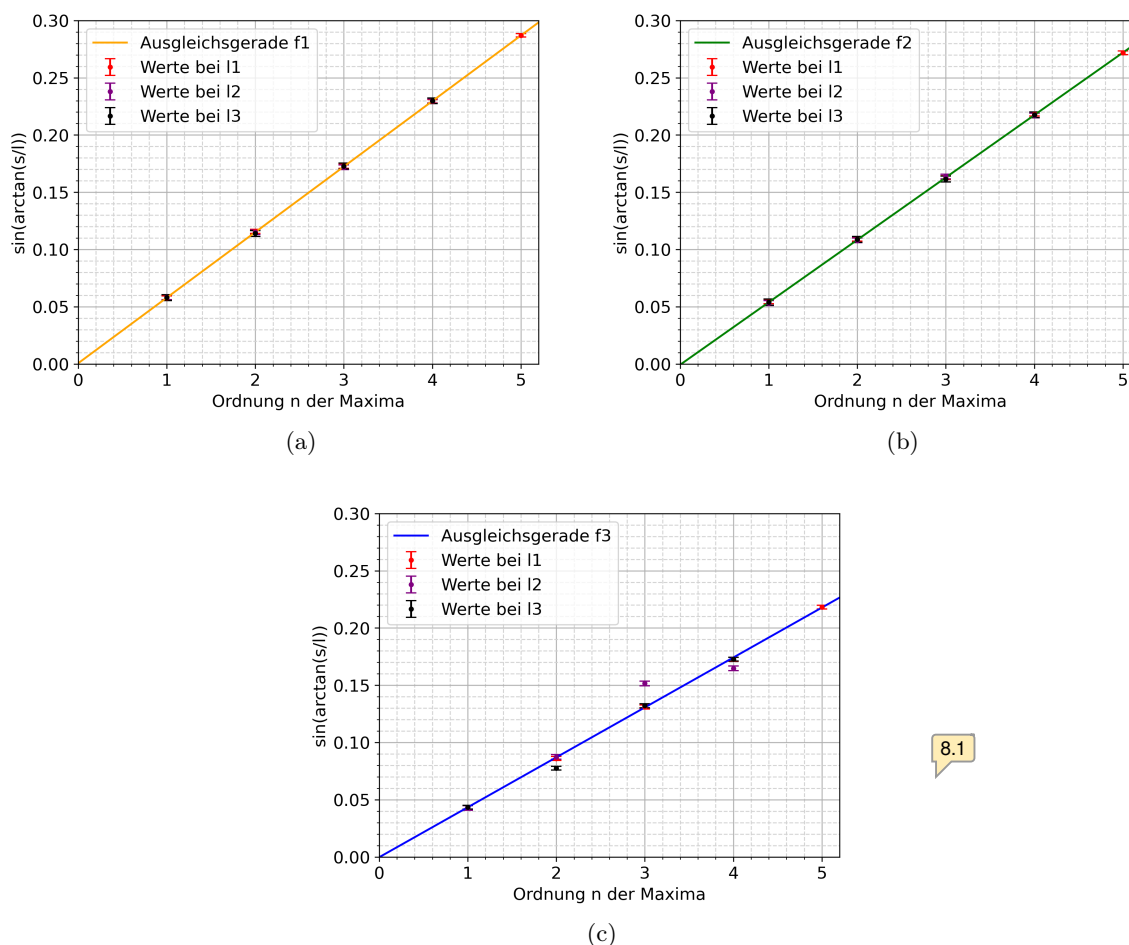 Ausgleichsgerade f1
Werte bei l1
Werte bei l2
Werte bei l3
sin(arctan(s/l))
0.30
0.25
0.20
0.15
0.10
0.05
0.00
0 1 2 3 4 5
Ordnung n der Maxima
(a)
Ausgleichsgerade f2
Werte bei l1
Werte bei l2
Werte bei l3
sin(arctan(s/l))
0.30
0.25
0.20
0.15
0.10
0.05
0.00
0 1 2 3 4 5
Ordnung n der Maxima
(b)
Ausgleichsgerade f3
Werte bei l1
Werte bei l2
Werte bei l3
sin(arctan(s/l))
0.30
0.25
0.20
0.15
0.10
0.05
0.00
0 1 2 3 4 5
Ordnung n der Maxima
(c)
8.1